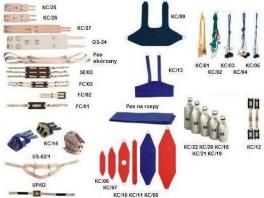 KC/25
KC/26
KC/27
OS-34
Pas
skórzany
SE/03
FC/03
FC/02
FC/01
KC/14
US-02/1
UP/02
KC/09
KC/13
Pas na rzepy
KC/06
KC/07
KC/10 KC/11 KC/08
KC/01 KC/03 KC/05
KC/02 KC/04 KC/06
KC/22 KC/20 KC/18
KC/21 KC/19
KC/12